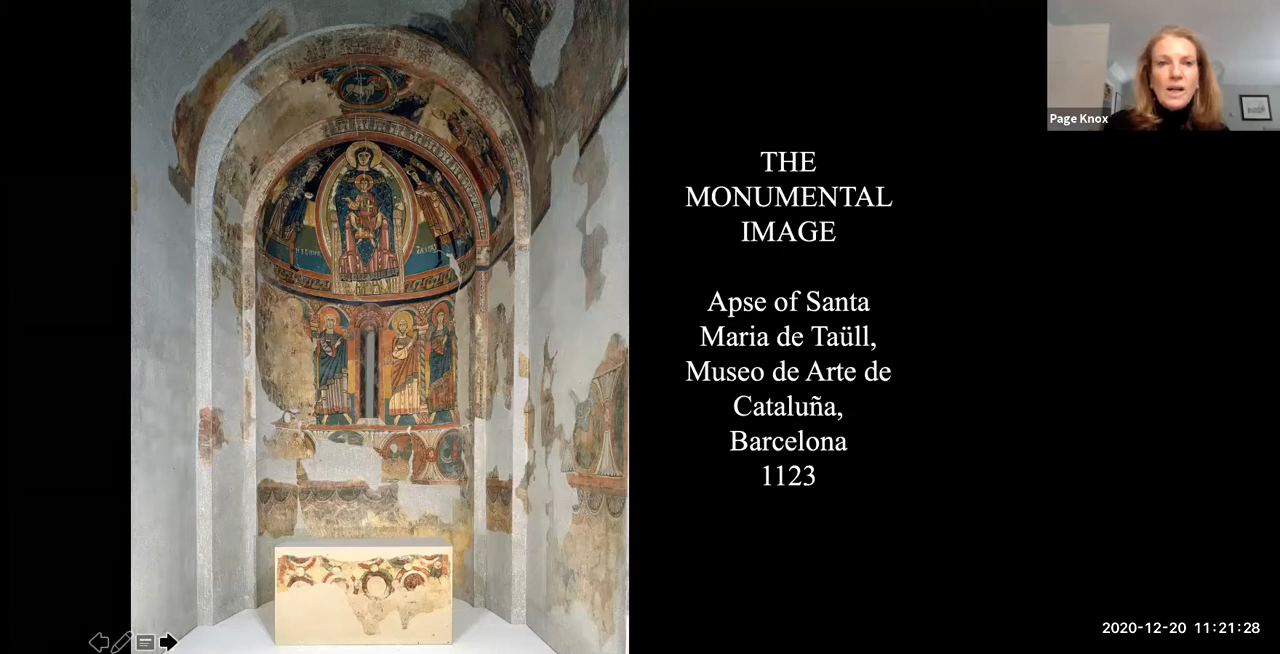 Page Knox
THE
MONUMENTAL
IMAGE
Apse of Santa
Maria de Taüll,
Museo de Arte de
Cataluña,
Barcelona
1123
2020-12-20 11:21:28